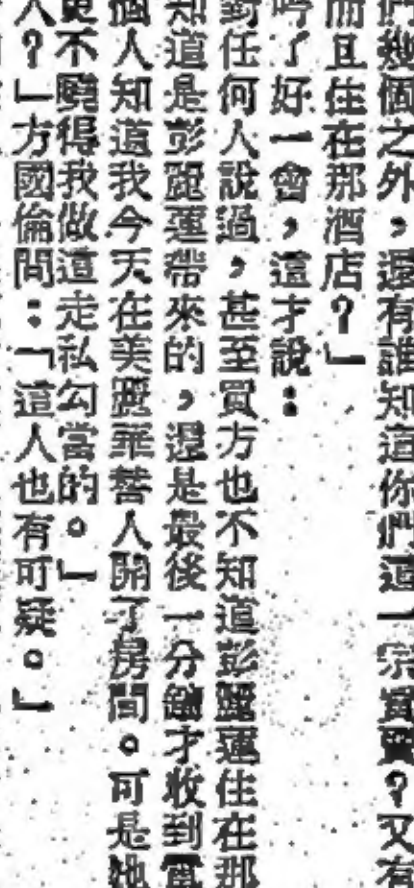 們幾個之外，還有誰知道你們這一宗買賣？又有
而且住在那酒店？」
吟了好一會，這才說：
對任何人說過，甚至買方也不知道彭麗蓮住在那
知道是彭麗蓮帶來的，還是最後一分鐘才收到電
個人知道我今天在美麗華替人開了房間。可是她
更不曉得我做這走私勾當的。」
人？」方國倫問：「這人也有可疑。」